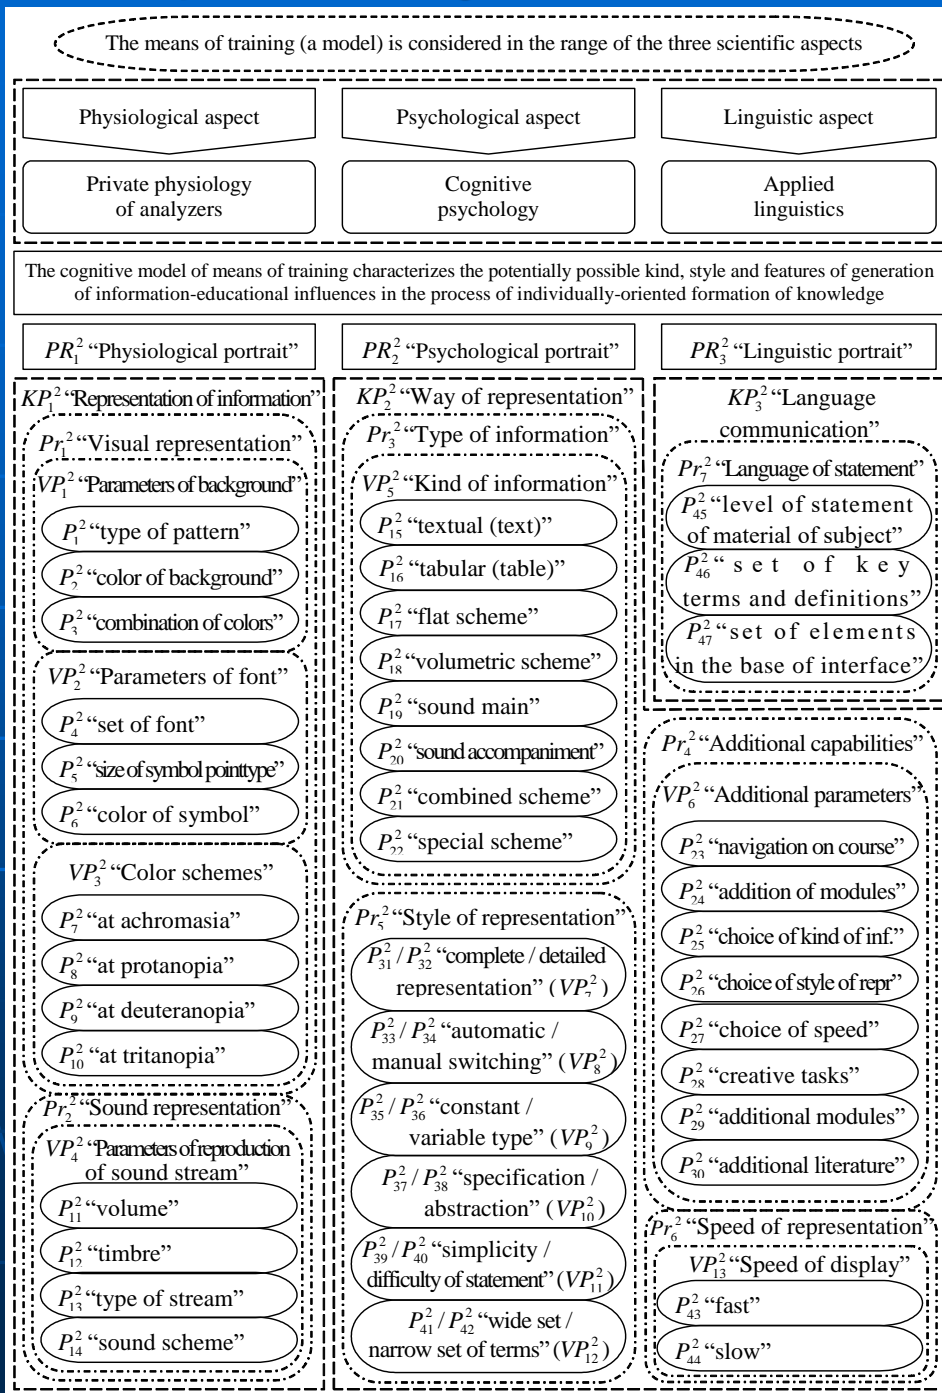 The means of training (a model) is considered in the range of the three scientific aspects
Physiological aspect
Psychological aspect
Linguistic aspect
Private physiology
of analyzers
Cognitive
psychology
Applied
linguistics
The cognitive model of means of training characterizes the potentially possible kind, style and features of generation
of information-educational influences in the process of individually-oriented formation of knowledge
PR₁² “Physiological portrait”
PR₂² “Psychological portrait”
PR₃² “Linguistic portrait”
KP₁² “Representation of information”
Pr₁² “Visual representation”
VP₁² “Parameters of background”
P₁² “type of pattern”
P₂² “color of background”
P₃² “combination of colors”
VP₂² “Parameters of font”
P₄² “set of font”
P₅² “size of symbol pointtype”
P₆² “color of symbol”
VP₃² “Color schemes”
P₇² “at achromasia”
P₈² “at protanopia”
P₉² “at deuteranopia”
P₁₀² “at tritanopia”
Pr₂² “Sound representation”
VP₄² “Parameters of reproduction
of sound stream”
P₁₁² “volume”
P₁₂² “timbre”
P₁₃² “type of stream”
P₁₄² “sound scheme”
KP₂² “Way of representation”
Pr₃² “Type of information”
VP₅² “Kind of information”
P₁₅² “textual (text)”
P₁₆² “tabular (table)”
P₁₇² “flat scheme”
P₁₈² “volumetric scheme”
P₁₉² “sound main”
P₂₀² “sound accompaniment”
P₂₁² “combined scheme”
P₂₂² “special scheme”
Pr₅² “Style of representation”
P₃₁² / P₃₂² “complete / detailed
representation” (VP₇²)
P₃₃² / P₃₄² “automatic /
manual switching” (VP₈²)
P₃₅² / P₃₆² “constant /
variable type” (VP₉²)
P₃₇² / P₃₈² “specification /
abstraction” (VP₁₀²)
P₃₉² / P₄₀² “simplicity /
difficulty of statement” (VP₁₁²)
P₄₁² / P₄₂² “wide set /
narrow set of terms” (VP₁₂²)
KP₃² “Language
communication”
Pr₇² “Language of statement”
P₄₅² “level of statement
of material of subject”
P₄₆² “set of key
terms and definitions”
P₄₇² “set of elements
in the base of interface”
Pr₄² “Additional capabilities”
VP₆² “Additional parameters”
P₂₃² “navigation on course”
P₂₄² “addition of modules”
P₂₅² “choice of kind of inf.”
P₂₆² “choice of style of repr”
P₂₇² “choice of speed”
P₂₈² “creative tasks”
P₂₉² “additional modules”
P₃₀² “additional literature”
Pr₆² “Speed of representation”
VP₁₃² “Speed of display”
P₄₃² “fast”
P₄₄² “slow”